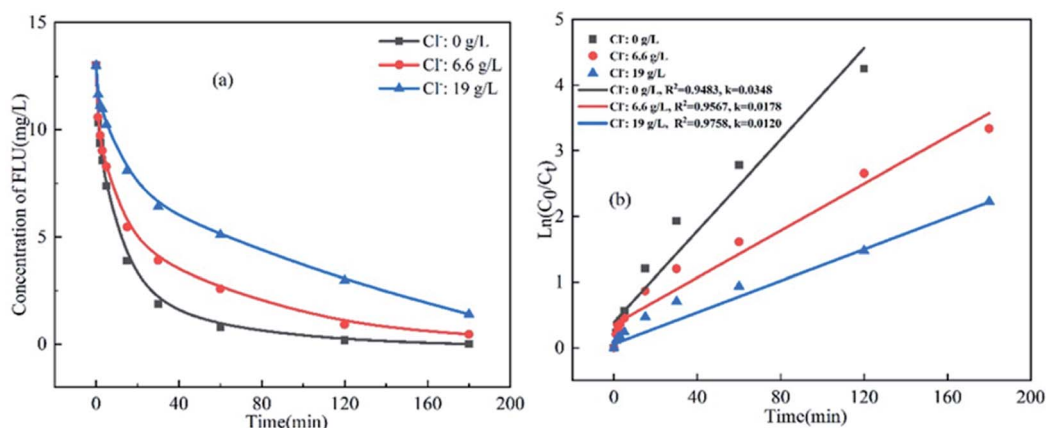 15
10
5
0
Concentration of FLU(mg/L)
(a)
Cl⁻: 0 g/L
Cl⁻: 6.6 g/L
Cl⁻: 19 g/L
0 40 80 120 160 200
Time(min)
5
4
3
2
1
0
Ln(C₀/Cₜ)
Cl⁻: 0 g/L
Cl⁻: 6.6 g/L
Cl⁻: 19 g/L
Cl⁻: 0 g/L, R²=0.9483, k=0.0348
Cl⁻: 6.6 g/L, R²=0.9567, k=0.0178
Cl⁻: 19 g/L, R²=0.9758, k=0.0120
(b)
0 40 80 120 160 200
Time(min)